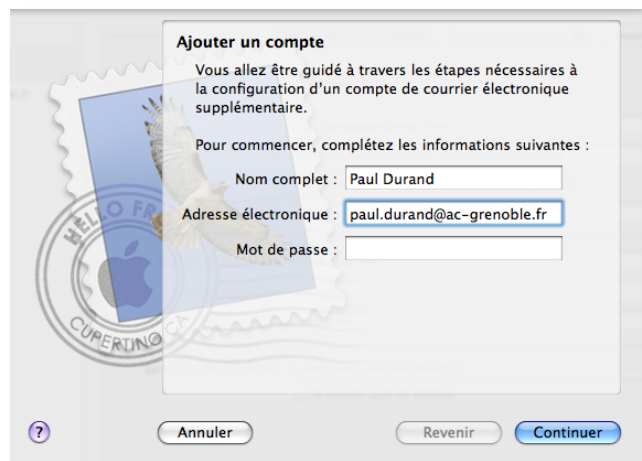 Ajouter un compte
Vous allez être guidé à travers les étapes nécessaires à
la configuration d'un compte de courrier électronique
supplémentaire.
Pour commencer, complétez les informations suivantes :
Nom complet : Paul Durand
Adresse électronique : paul.durand@ac-grenoble.fr
Mot de passe :
HELLO FR
CUPERTINO CA
? Annuler Revenir Continuer